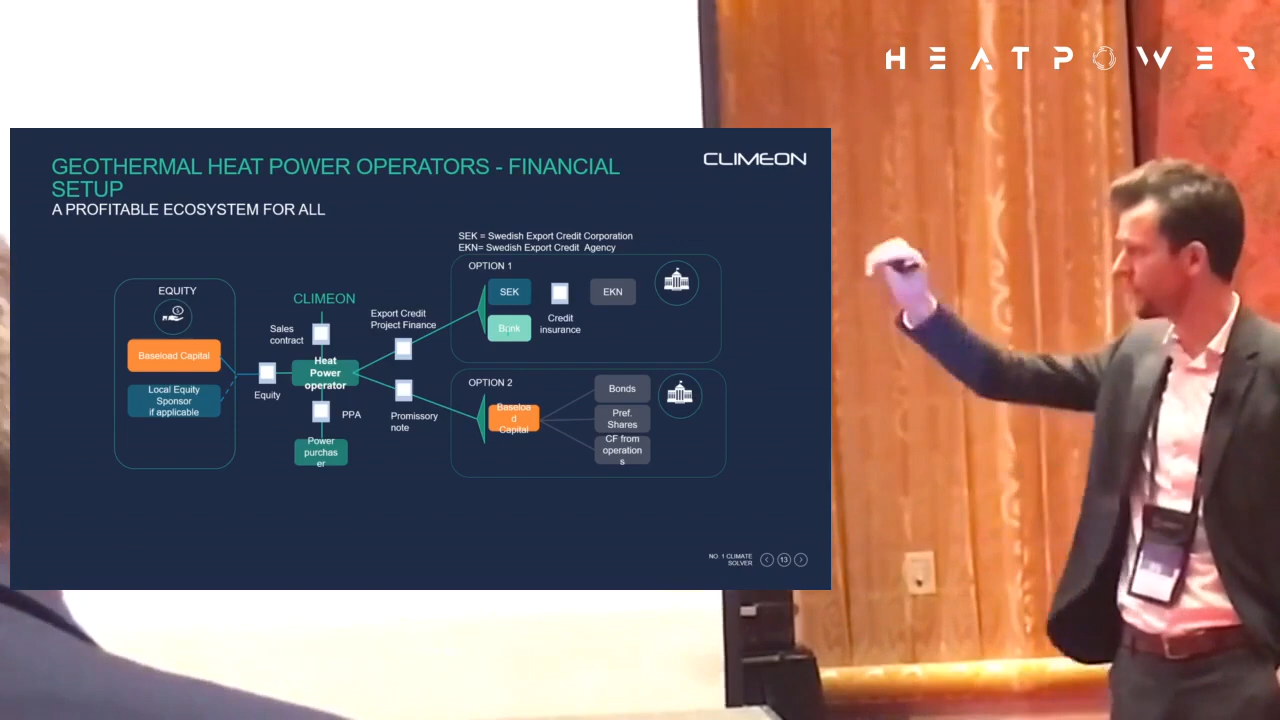 HEATPOWER
CLIMEON
GEOTHERMAL HEAT POWER OPERATORS - FINANCIAL
SETUP
A PROFITABLE ECOSYSTEM FOR ALL
SEK = Swedish Export Credit Corporation
EKN= Swedish Export Credit Agency
OPTION 1
SEK
EKN
Bank
Credit
insurance
EQUITY
Baseload Capital
Local Equity
Sponsor
if applicable
Equity
CLIMEON
Sales
contract
Heat
Power
operator
PPA
Power
purchas
er
Export Credit
Project Finance
Promissory
note
OPTION 2
Baseloa
d
Capital
Bonds
Pref.
Shares
CF from
operation
s
NO. 1 CLIMATE
SOLVER
13